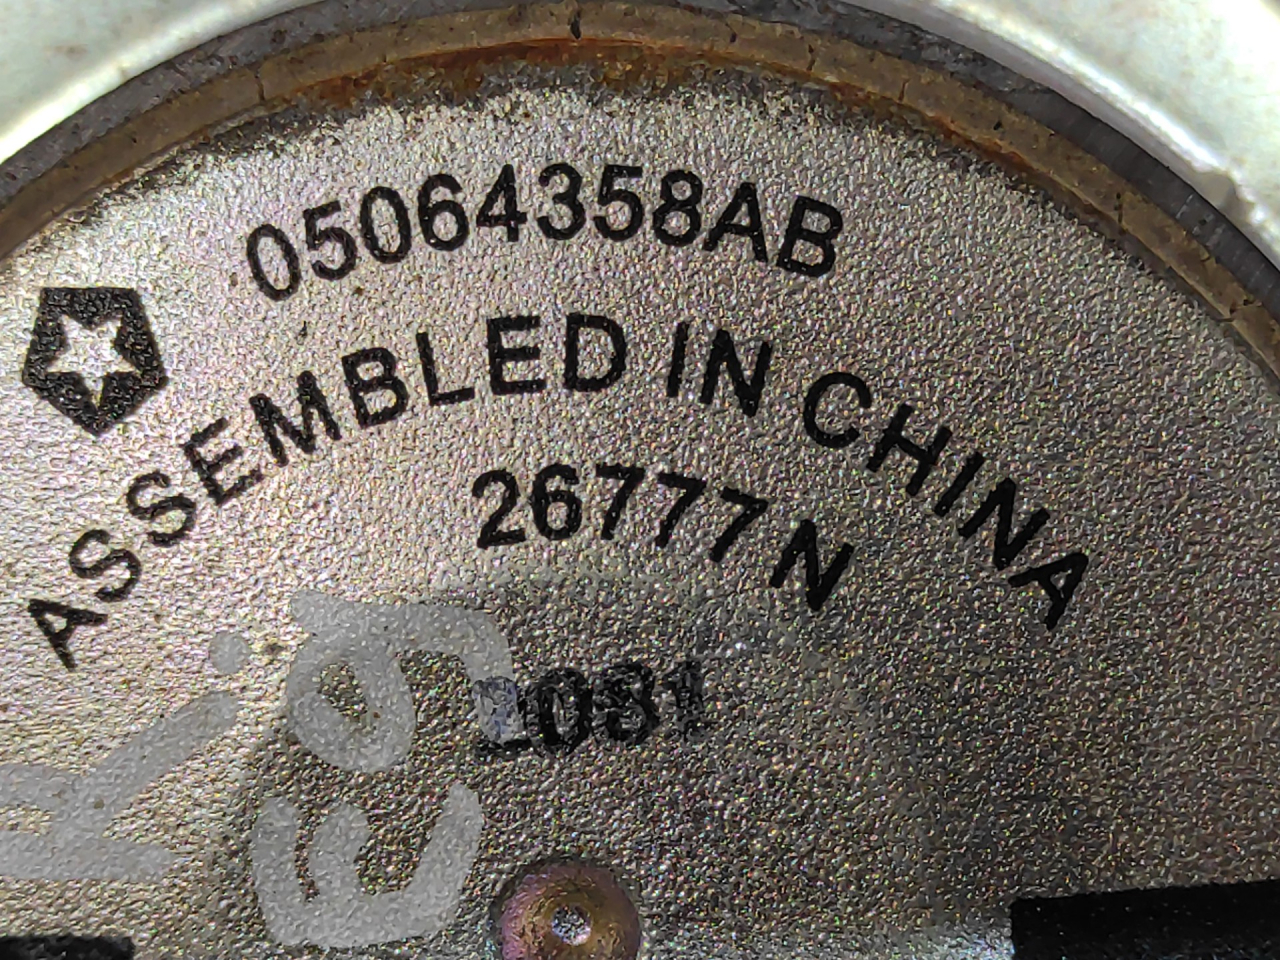 05064358AB
ASSEMBLED IN CHINA
26777 N